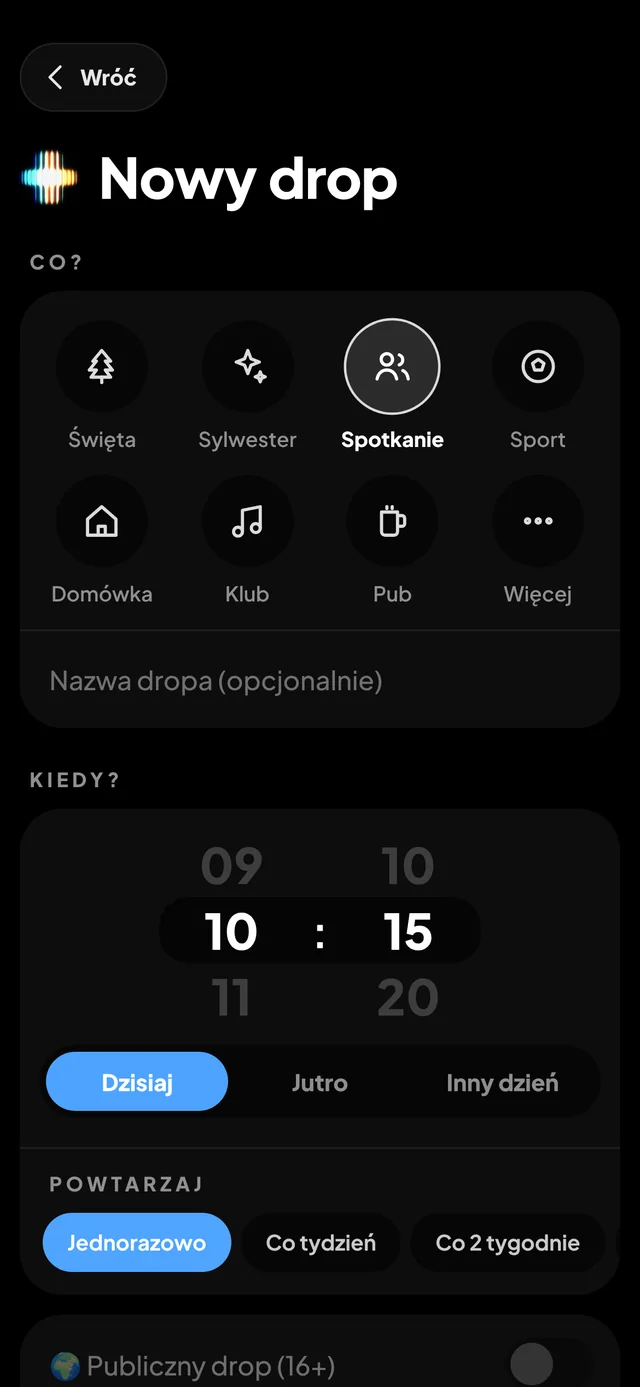 Wróć
Nowy drop
CO?
Święta Sylwester Spotkanie Sport
Domówka Klub Pub Więcej
Nazwa dropa (opcjonalnie)
KIEDY?
09 10
10 : 15
11 20
Dzisiaj Jutro Inny dzień
POWTARZAJ
Jednorazowo Co tydzień Co 2 tygodnie
Publiczny drop (16+)